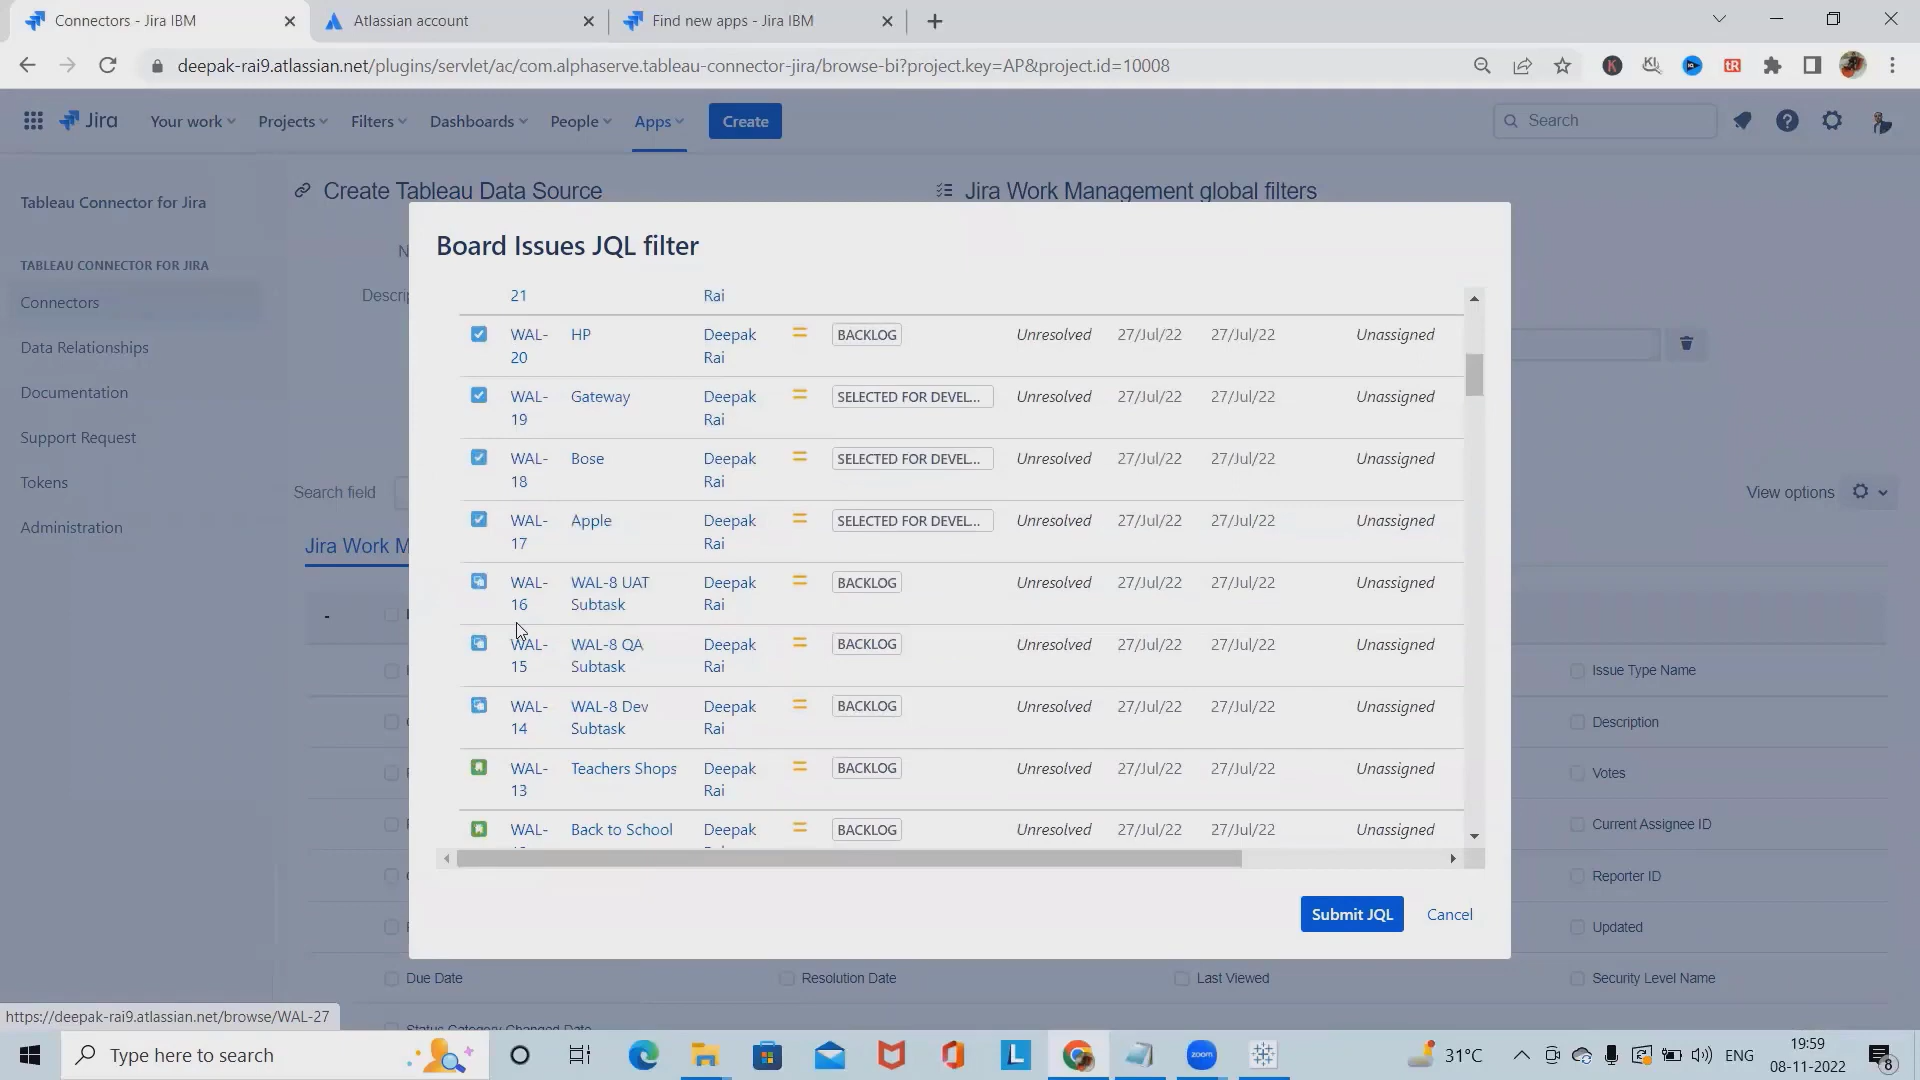 Connectors - Jira IBM
Atlassian account
Find new apps - Jira IBM
deepak-rai9.atlassian.net/plugins/servlet/ac/com.alphaserve.tableau-connector-jira/browse-bi?project.key=AP&project.id=10008
Jira Your work Projects Filters Dashboards People Apps Create Search
Tableau Connector for Jira
TABLEAU CONNECTOR FOR JIRA
Connectors
Data Relationships
Documentation
Support Request
Tokens
Administration
Create Tableau Data Source
Jira Work Management global filters
Descri
Search field
View options
Jira Work M
Board Issues JQL filter
21 Rai
WAL- HP Deepak BACKLOG Unresolved 27/Jul/22 27/Jul/22 Unassigned
20 Rai
WAL- Gateway Deepak SELECTED FOR DEVEL... Unresolved 27/Jul/22 27/Jul/22 Unassigned
19 Rai
WAL- Bose Deepak SELECTED FOR DEVEL... Unresolved 27/Jul/22 27/Jul/22 Unassigned
18 Rai
WAL- Apple Deepak SELECTED FOR DEVEL... Unresolved 27/Jul/22 27/Jul/22 Unassigned
17 Rai
WAL- WAL-8 UAT Deepak BACKLOG Unresolved 27/Jul/22 27/Jul/22 Unassigned
16 Subtask Rai
WAL- WAL-8 QA Deepak BACKLOG Unresolved 27/Jul/22 27/Jul/22 Unassigned
15 Subtask Rai
WAL- WAL-8 Dev Deepak BACKLOG Unresolved 27/Jul/22 27/Jul/22 Unassigned
14 Subtask Rai
WAL- Teachers Shops Deepak BACKLOG Unresolved 27/Jul/22 27/Jul/22 Unassigned
13 Rai
WAL- Back to School Deepak BACKLOG Unresolved 27/Jul/22 27/Jul/22 Unassigned
Submit JQL Cancel
Issue Type Name
Description
Votes
Current Assignee ID
Reporter ID
Updated
Due Date Resolution Date Last Viewed Security Level Name
Status Category Changed Date
https://deepak-rai9.atlassian.net/browse/WAL-27
Type here to search
zoom
31°C
ENG
19:59
08-11-2022
8